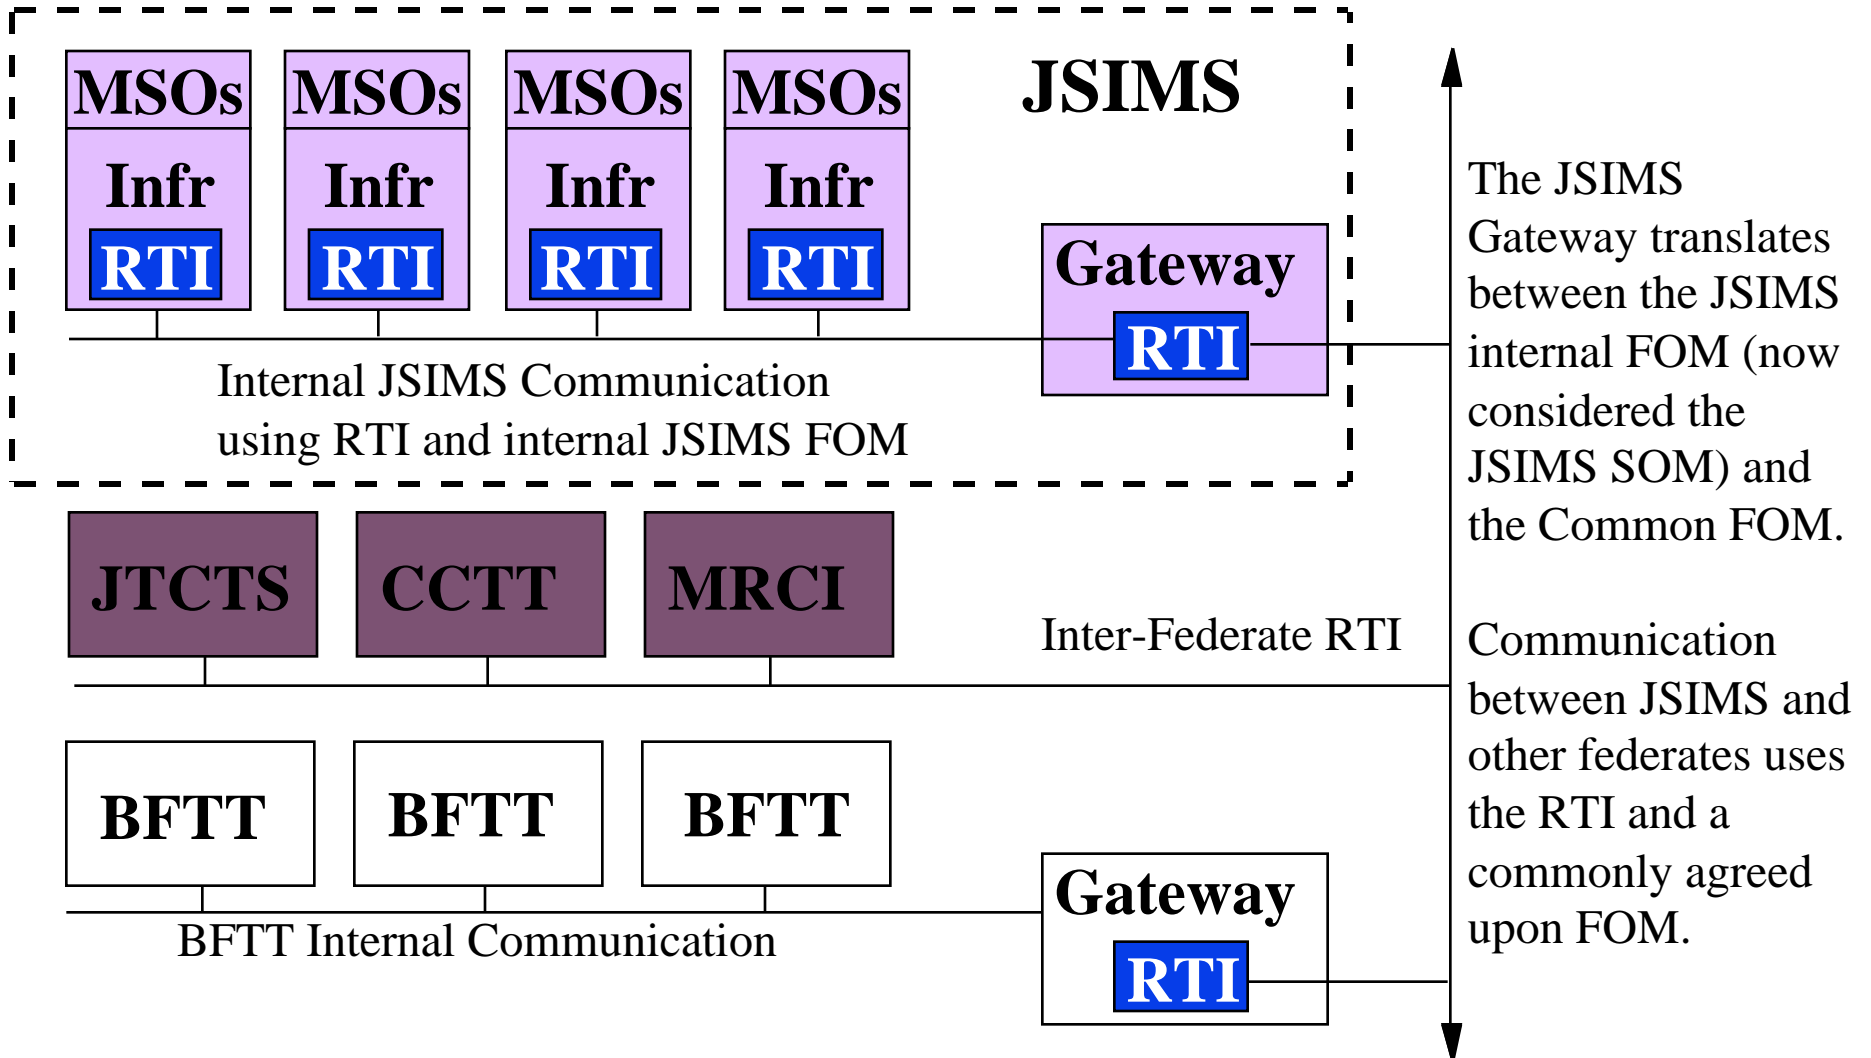 MSOs MSOs MSOs MSOs
JSIMS
Infr Infr Infr Infr
RTI RTI RTI RTI
Gateway
RTI
Internal JSIMS Communication
using RTI and internal JSIMS FOM
JTCTS CCTT MRCI
Inter-Federate RTI
BFTT BFTT BFTT
BFTT Internal Communication
Gateway
RTI
The JSIMS
Gateway translates
between the JSIMS
internal FOM (now
considered the
JSIMS SOM) and
the Common FOM.
Communication
between JSIMS and
other federates uses
the RTI and a
commonly agreed
upon FOM.